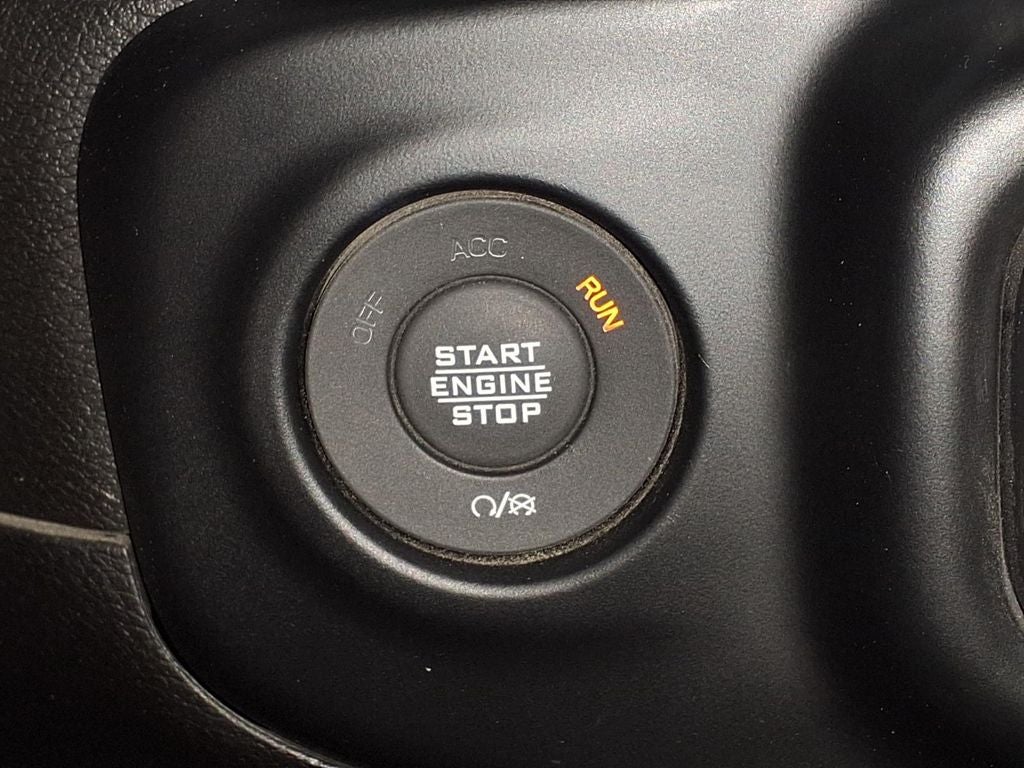 ACC
OFF
RUN
START
ENGINE
STOP